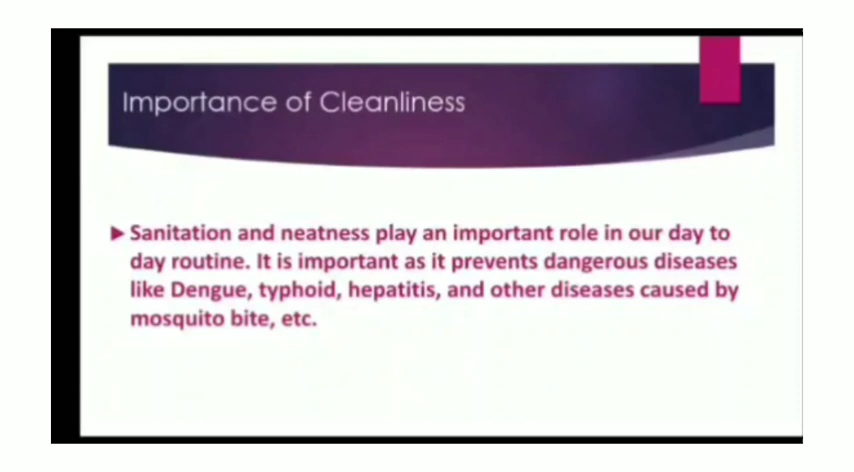 Importance of Cleanliness
Sanitation and neatness play an important role in our day to
day routine. It is important as it prevents dangerous diseases
like Dengue, typhoid, hepatitis, and other diseases caused by
mosquito bite, etc.